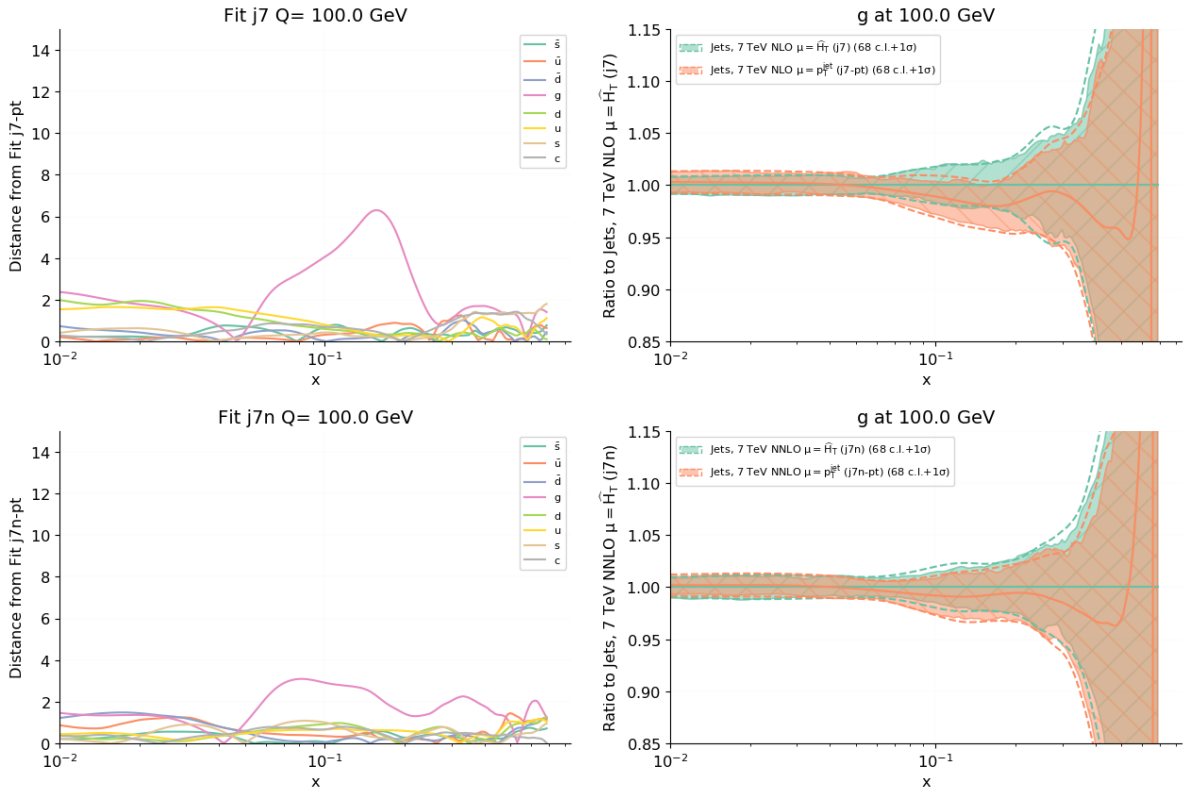 Fit j7 Q= 100.0 GeV
Distance from Fit j7-pt
14
12
10
8
6
4
2
0
10⁻²
10⁻¹
x
s̄
ū
d̄
g
d
u
s
c
g at 100.0 GeV
Ratio to Jets, 7 TeV NLO μ = Ĥ_T (j7)
1.15
1.10
1.05
1.00
0.95
0.90
0.85
10⁻²
10⁻¹
x
Jets, 7 TeV NLO μ = Ĥ_T (j7) (68 c.l.+1σ)
Jets, 7 TeV NLO μ = p_T^jet (j7-pt) (68 c.l.+1σ)
Fit j7n Q= 100.0 GeV
Distance from Fit j7n-pt
14
12
10
8
6
4
2
0
10⁻²
10⁻¹
x
s̄
ū
d̄
g
d
u
s
c
g at 100.0 GeV
Ratio to Jets, 7 TeV NNLO μ = Ĥ_T (j7n)
1.15
1.10
1.05
1.00
0.95
0.90
0.85
10⁻²
10⁻¹
x
Jets, 7 TeV NNLO μ = Ĥ_T (j7n) (68 c.l.+1σ)
Jets, 7 TeV NNLO μ = p_T^jet (j7n-pt) (68 c.l.+1σ)